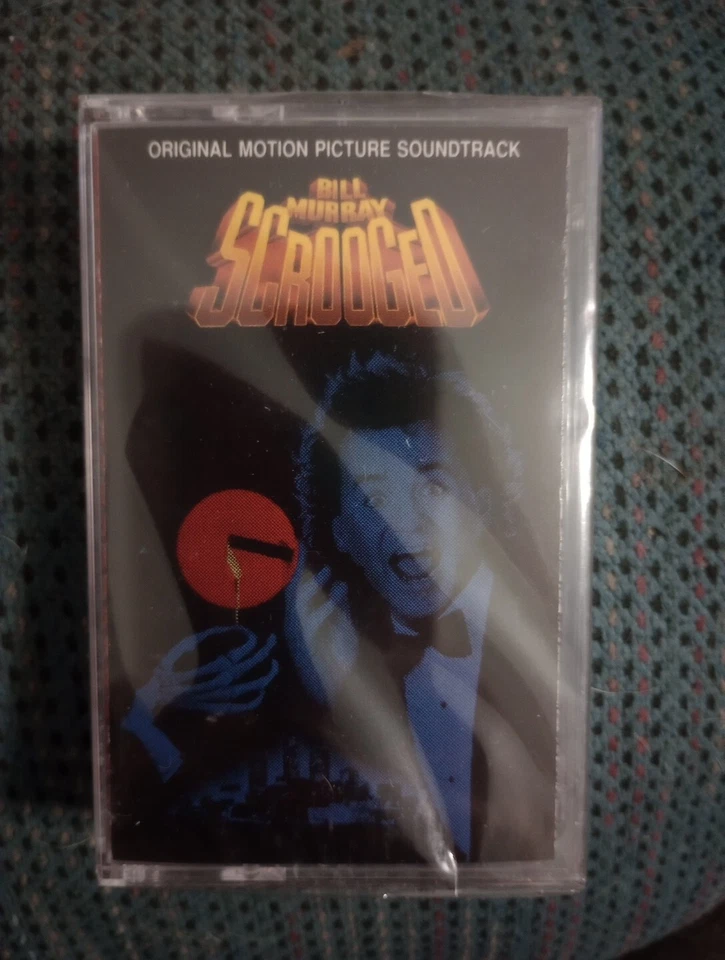 ORIGINAL MOTION PICTURE SOUNDTRACK
BILL
MURRAY
SCROOGED